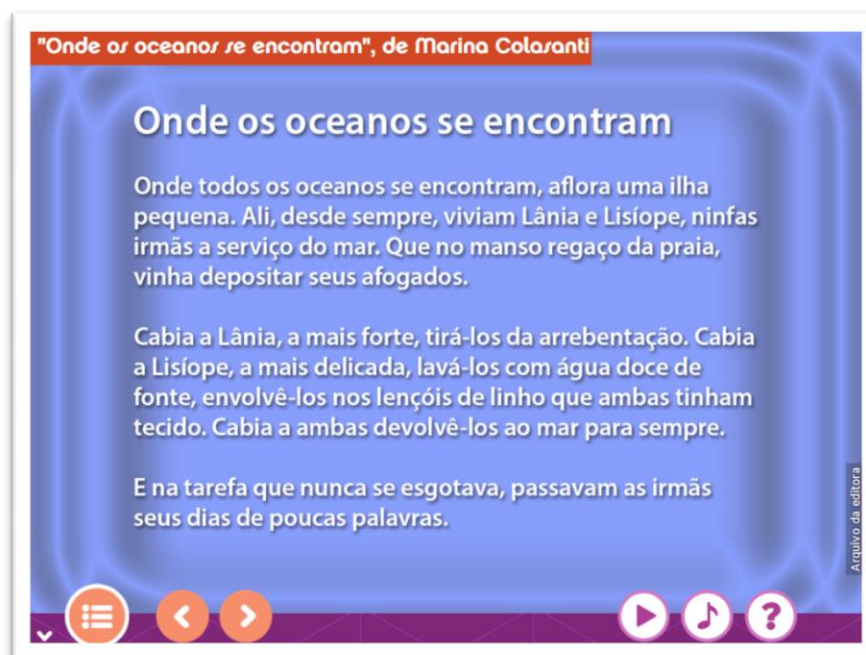 "Onde os oceanos se encontram", de Marina Colasanti
Onde os oceanos se encontram
Onde todos os oceanos se encontram, aflora uma ilha
pequena. Ali, desde sempre, viviam Lânia e Lisíope, ninfas
irmãs a serviço do mar. Que no manso regaço da praia,
vinha depositar seus afogados.
Cabia a Lânia, a mais forte, tirá-los da arrebentação. Cabia
a Lisíope, a mais delicada, lavá-los com água doce de
fonte, envolvê-los nos lençóis de linho que ambas tinham
tecido. Cabia a ambas devolvê-los ao mar para sempre.
E na tarefa que nunca se esgotava, passavam as irmãs
seus dias de poucas palavras.
Arquivo da editora
?